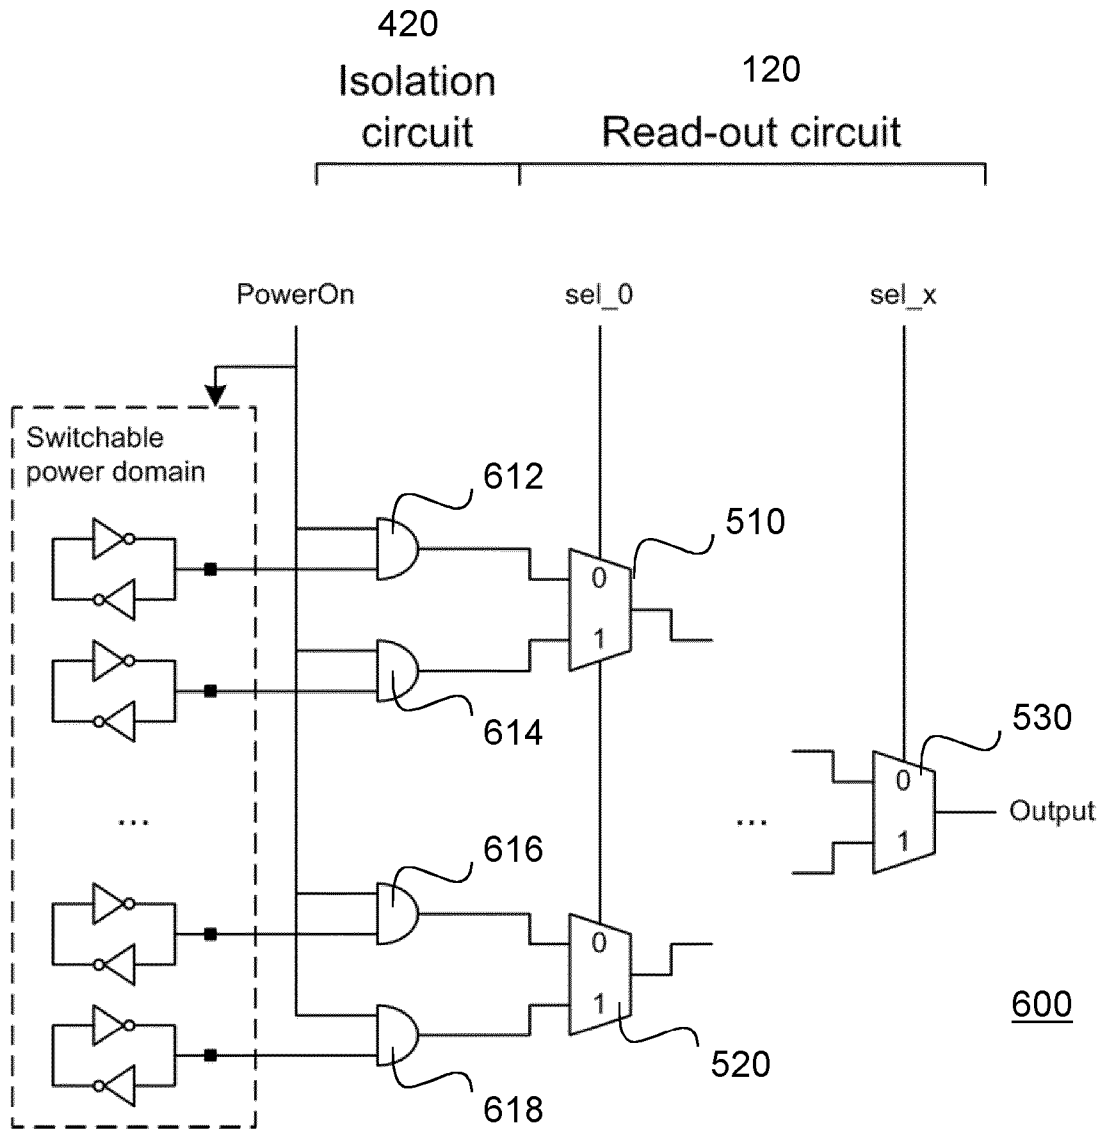 420
Isolation
circuit
120
Read-out circuit
PowerOn
sel_0
sel_x
Switchable
power domain
612
510
0
1
614
530
0
1
Output
...
...
616
0
1
520
618
600